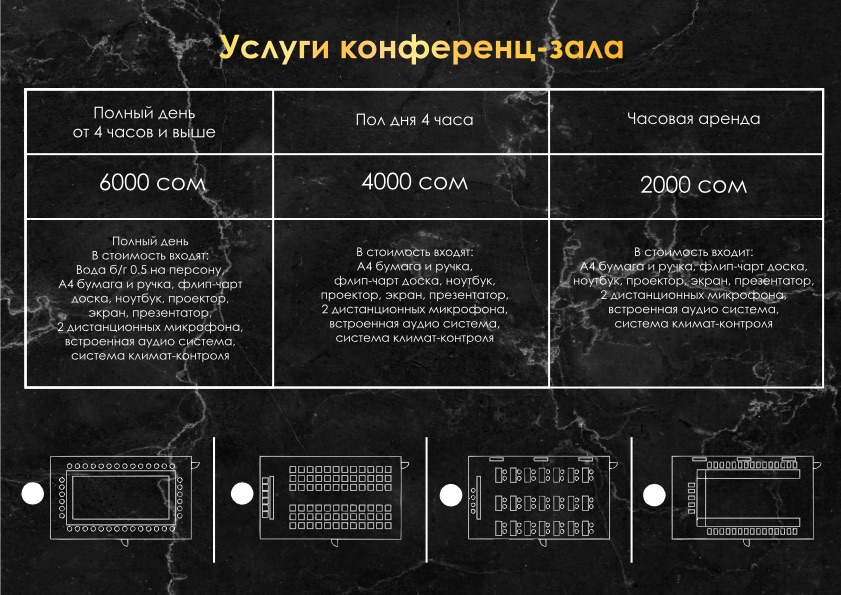 Услуги конференц-зала
Полный день
от 4 часов и выше
Пол дня 4 часа
Часовая аренда
6000 сом
4000 сом
2000 сом
Полный день
В стоимость входят:
Вода б/г 0.5 на персону,
А4 бумага и ручка, флип-чарт
доска, ноутбук, проектор,
экран, презентатор,
2 дистанционных микрофона,
встроенная аудио система,
система климат-контроля
В стоимость входят:
А4 бумага и ручка,
флип-чарт доска, ноутбук,
проектор, экран, презентатор,
2 дистанционных микрофона,
встроенная аудио система,
система климат-контроля
В стоимость входит:
А4 бумага и ручка, флип-чарт доска,
ноутбук, проектор, экран, презентатор,
2 дистанционных микрофона,
встроенная аудио система,
система климат-контроля